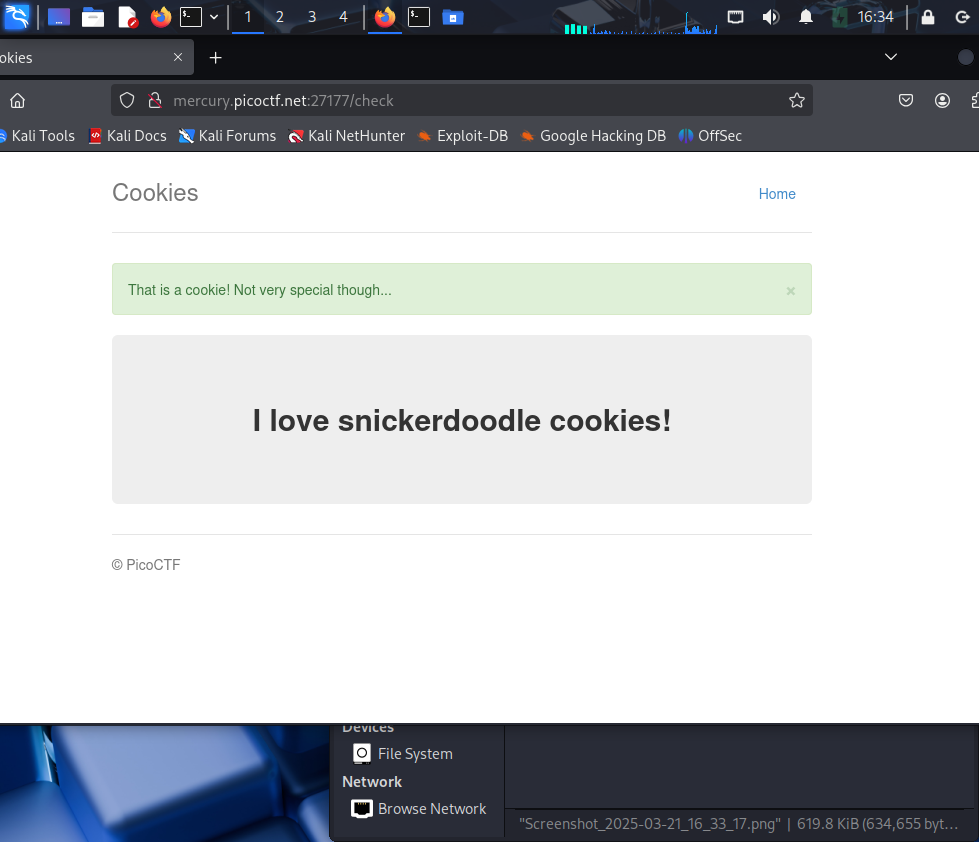 1 2 3 4 16:34
okies × +
mercury.picoctf.net:27177/check
Kali Tools Kali Docs Kali Forums Kali NetHunter Exploit-DB Google Hacking DB OffSec
Cookies Home
That is a cookie! Not very special though... ×
I love snickerdoodle cookies!
© PicoCTF
Devices
File System
Network
Browse Network
"Screenshot_2025-03-21_16_33_17.png" | 619.8 KiB (634,655 byt...